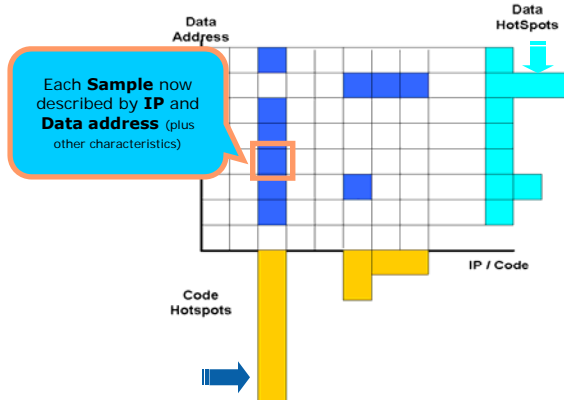 Data
Address
Data
HotSpots
Each Sample now
described by IP and
Data address (plus
other characteristics)
IP / Code
Code
Hotspots